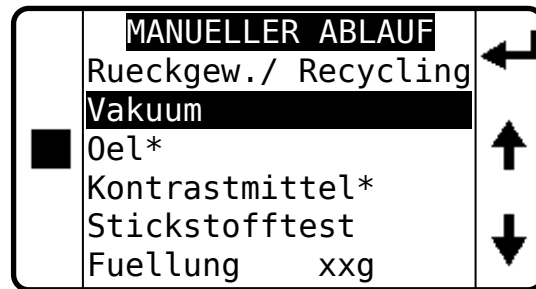 MANUELLER ABLAUF
Rueckgew./ Recycling
Vakuum
Oel*
Kontrastmittel*
Stickstofftest
Fuellung xxg